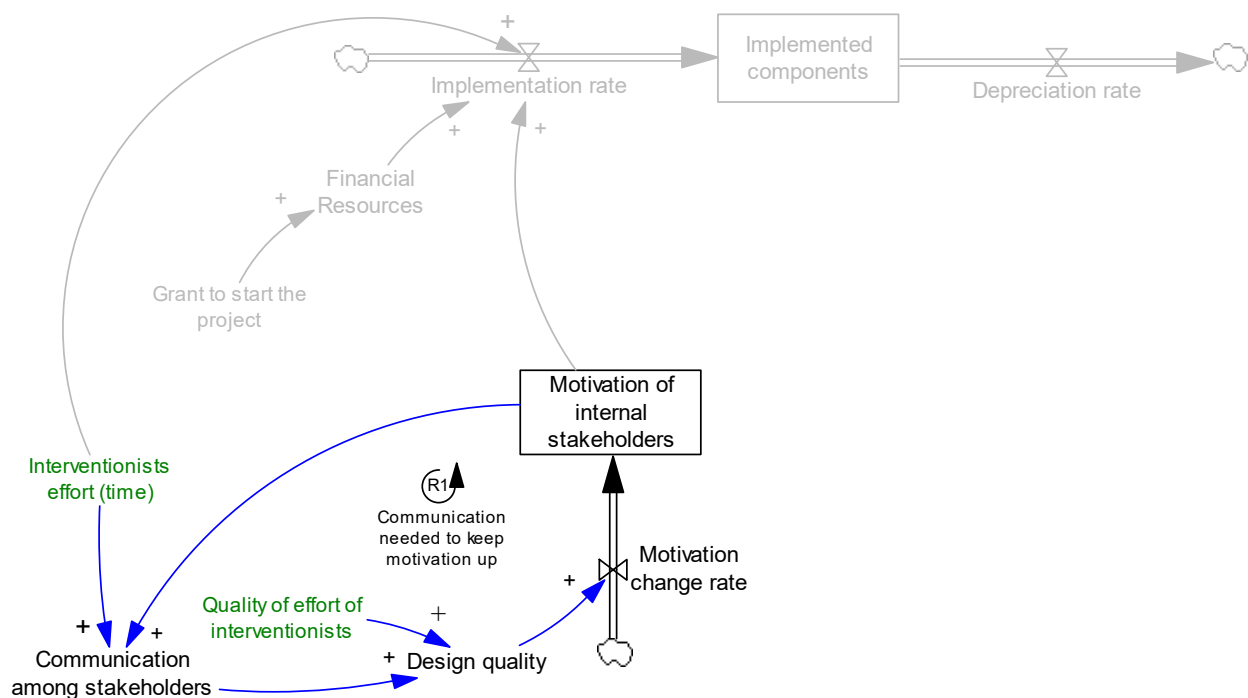 +
Implemented
components
Implementation rate
Depreciation rate
+
+
Financial
Resources
+
Grant to start the
project
Motivation of
internal
stakeholders
Interventionists
effort (time)
R1
Communication
needed to keep
motivation up
Motivation
change rate
+
Quality of effort of
interventionists
+
+
+
Communication
among stakeholders
+
Design quality